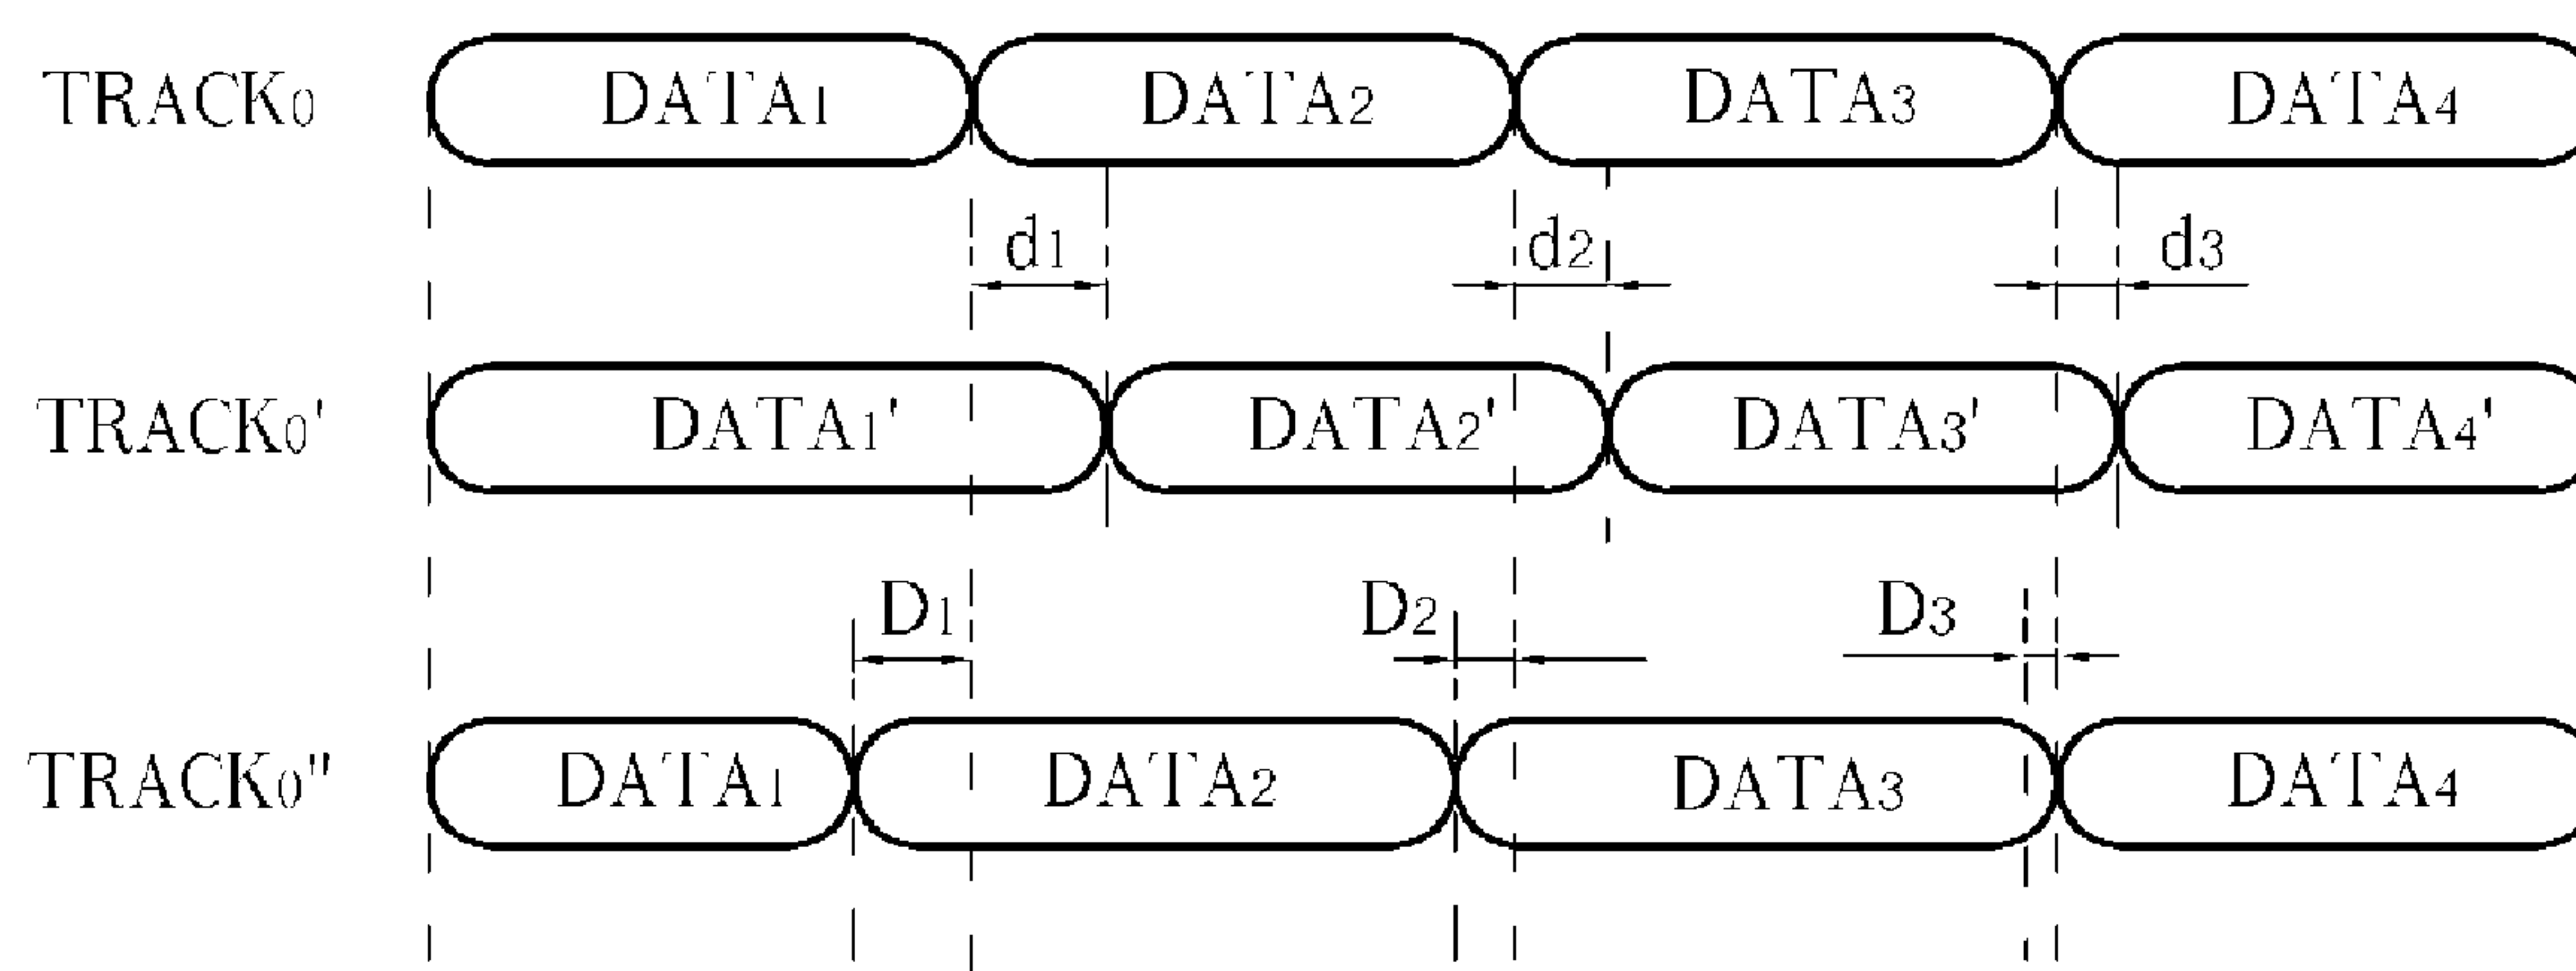 TRACK0 DATA1 DATA2 DATA3 DATA4
d1 d2 d3
TRACK0' DATA1' DATA2' DATA3' DATA4'
D1 D2 D3
TRACK0" DATA1 DATA2 DATA3 DATA4